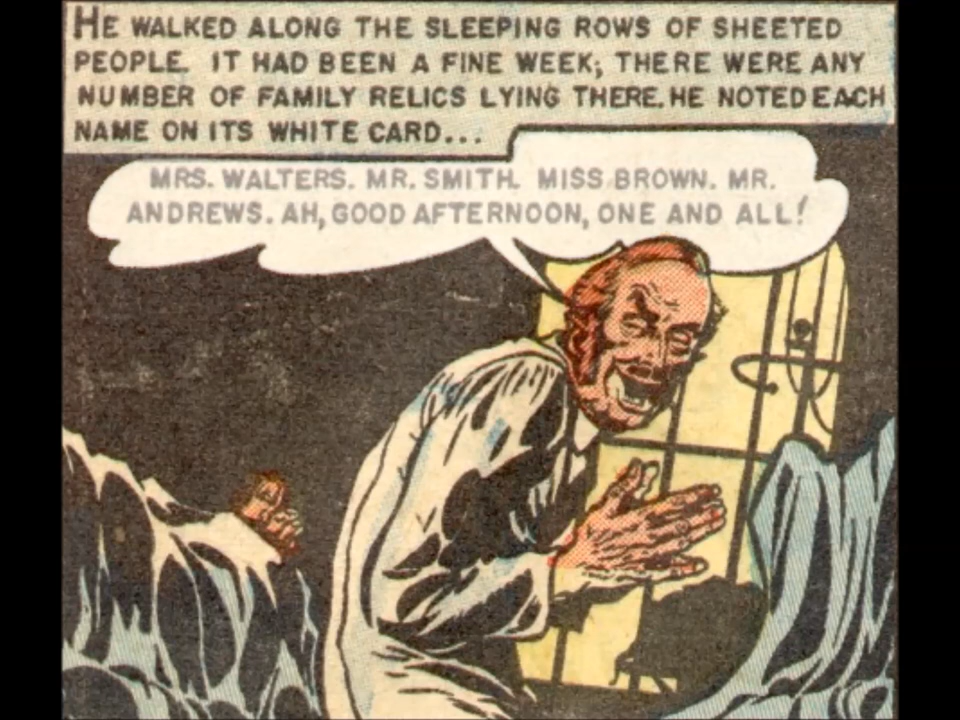 HE WALKED ALONG THE SLEEPING ROWS OF SHEETED
PEOPLE. IT HAD BEEN A FINE WEEK; THERE WERE ANY
NUMBER OF FAMILY RELICS LYING THERE. HE NOTED EACH
NAME ON ITS WHITE CARD...
MRS. WALTERS. MR. SMITH. MISS BROWN. MR.
ANDREWS. AH, GOOD AFTERNOON, ONE AND ALL!